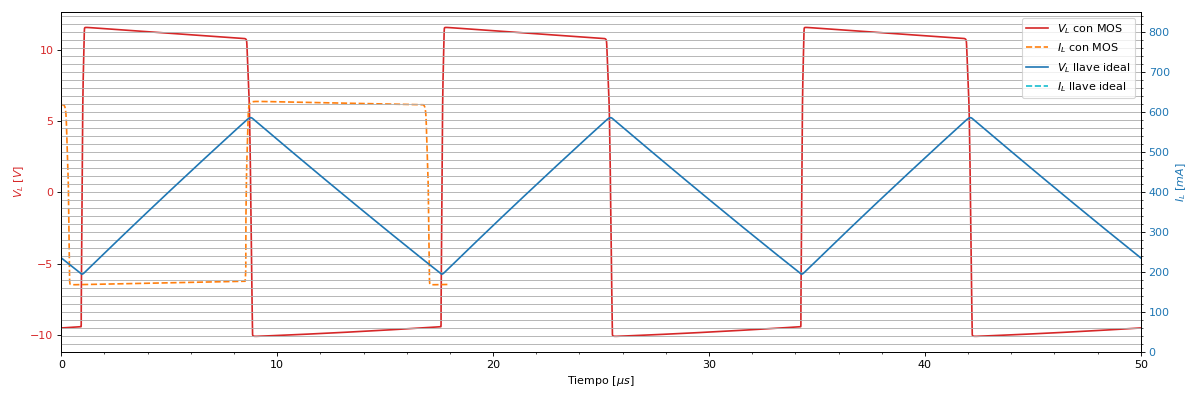 V_L con MOS
I_L con MOS
V_L llave ideal
I_L llave ideal
10
5
0
−5
−10
V_L [V]
800
700
600
500
400
300
200
100
0
I_L [mA]
0 10 20 30 40 50
Tiempo [μs]